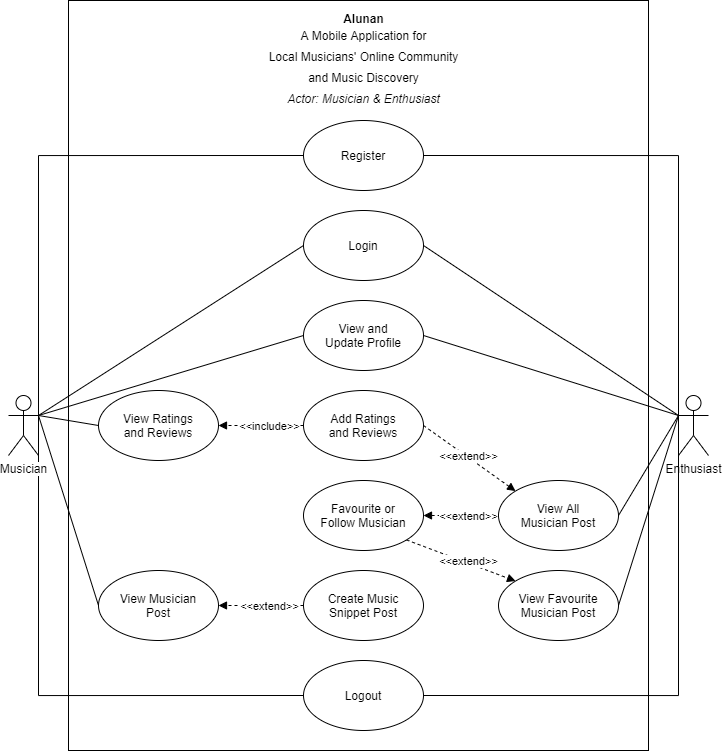 Alunan
A Mobile Application for
Local Musicians' Online Community
and Music Discovery
Actor: Musician & Enthusiast
Register
Login
View and
Update Profile
View Ratings
and Reviews
<<include>>
Add Ratings
and Reviews
<<extend>>
Musician
Enthusiast
Favourite or
Follow Musician
<<extend>>
View All
Musician Post
<<extend>>
View Musician
Post
<<extend>>
Create Music
Snippet Post
View Favourite
Musician Post
Logout